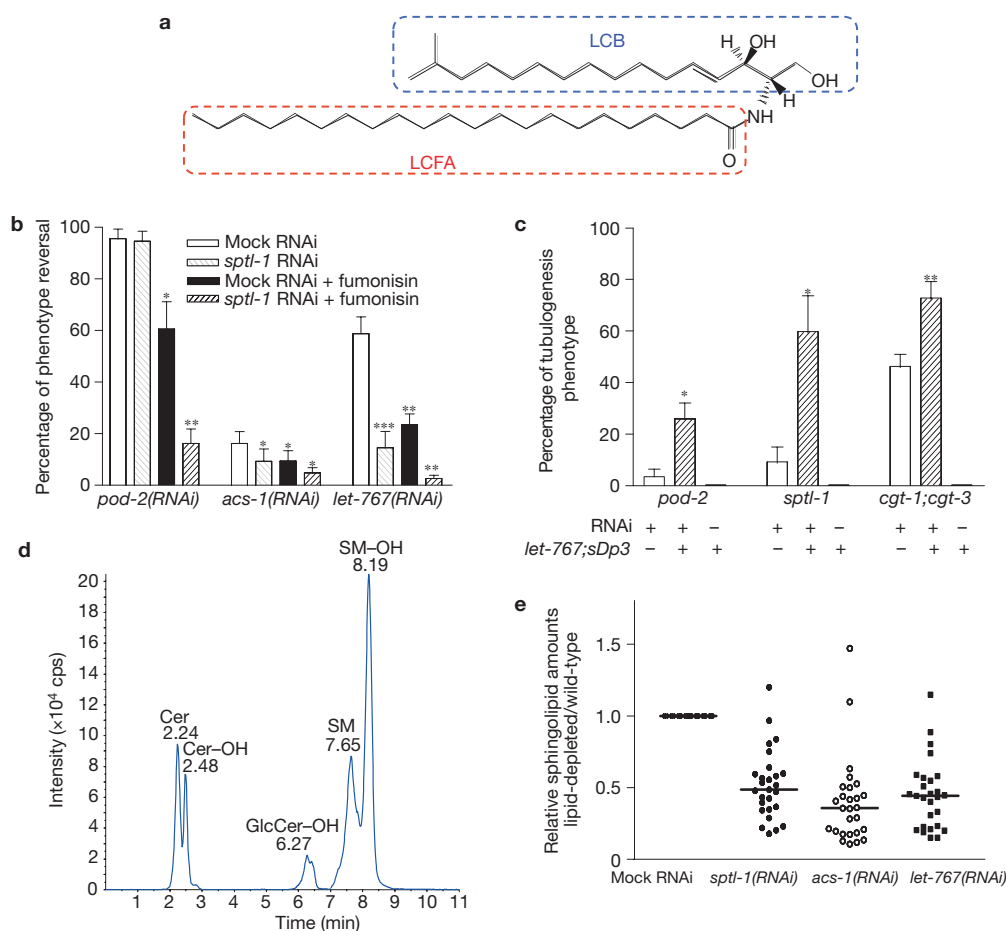 a
LCB
H
OH
OH
H
NH
O
LCFA
b
Percentage of phenotype reversal
100
80
60
40
20
0
Mock RNAi
sptl-1 RNAi
Mock RNAi + fumonisin
sptl-1 RNAi + fumonisin
*
**
*
*
*
***
**
**
pod-2(RNAi)
acs-1(RNAi)
let-767(RNAi)
c
Percentage of tubulogenesis
phenotype
100
80
60
40
20
0
*
*
**
pod-2
sptl-1
cgt-1;cgt-3
RNAi + + – + + – + + –
let-767;sDp3 – + + – + + – + +
d
Intensity (×10⁴ cps)
20
18
16
14
12
10
8
6
4
2
0
Cer
2.24
Cer–OH
2.48
GlcCer–OH
6.27
SM
7.65
SM–OH
8.19
1 2 3 4 5 6 7 8 9 10 11
Time (min)
e
Relative sphingolipid amounts
lipid-depleted/wild-type
1.5
1.0
0.5
0
Mock RNAi
sptl-1(RNAi)
acs-1(RNAi)
let-767(RNAi)